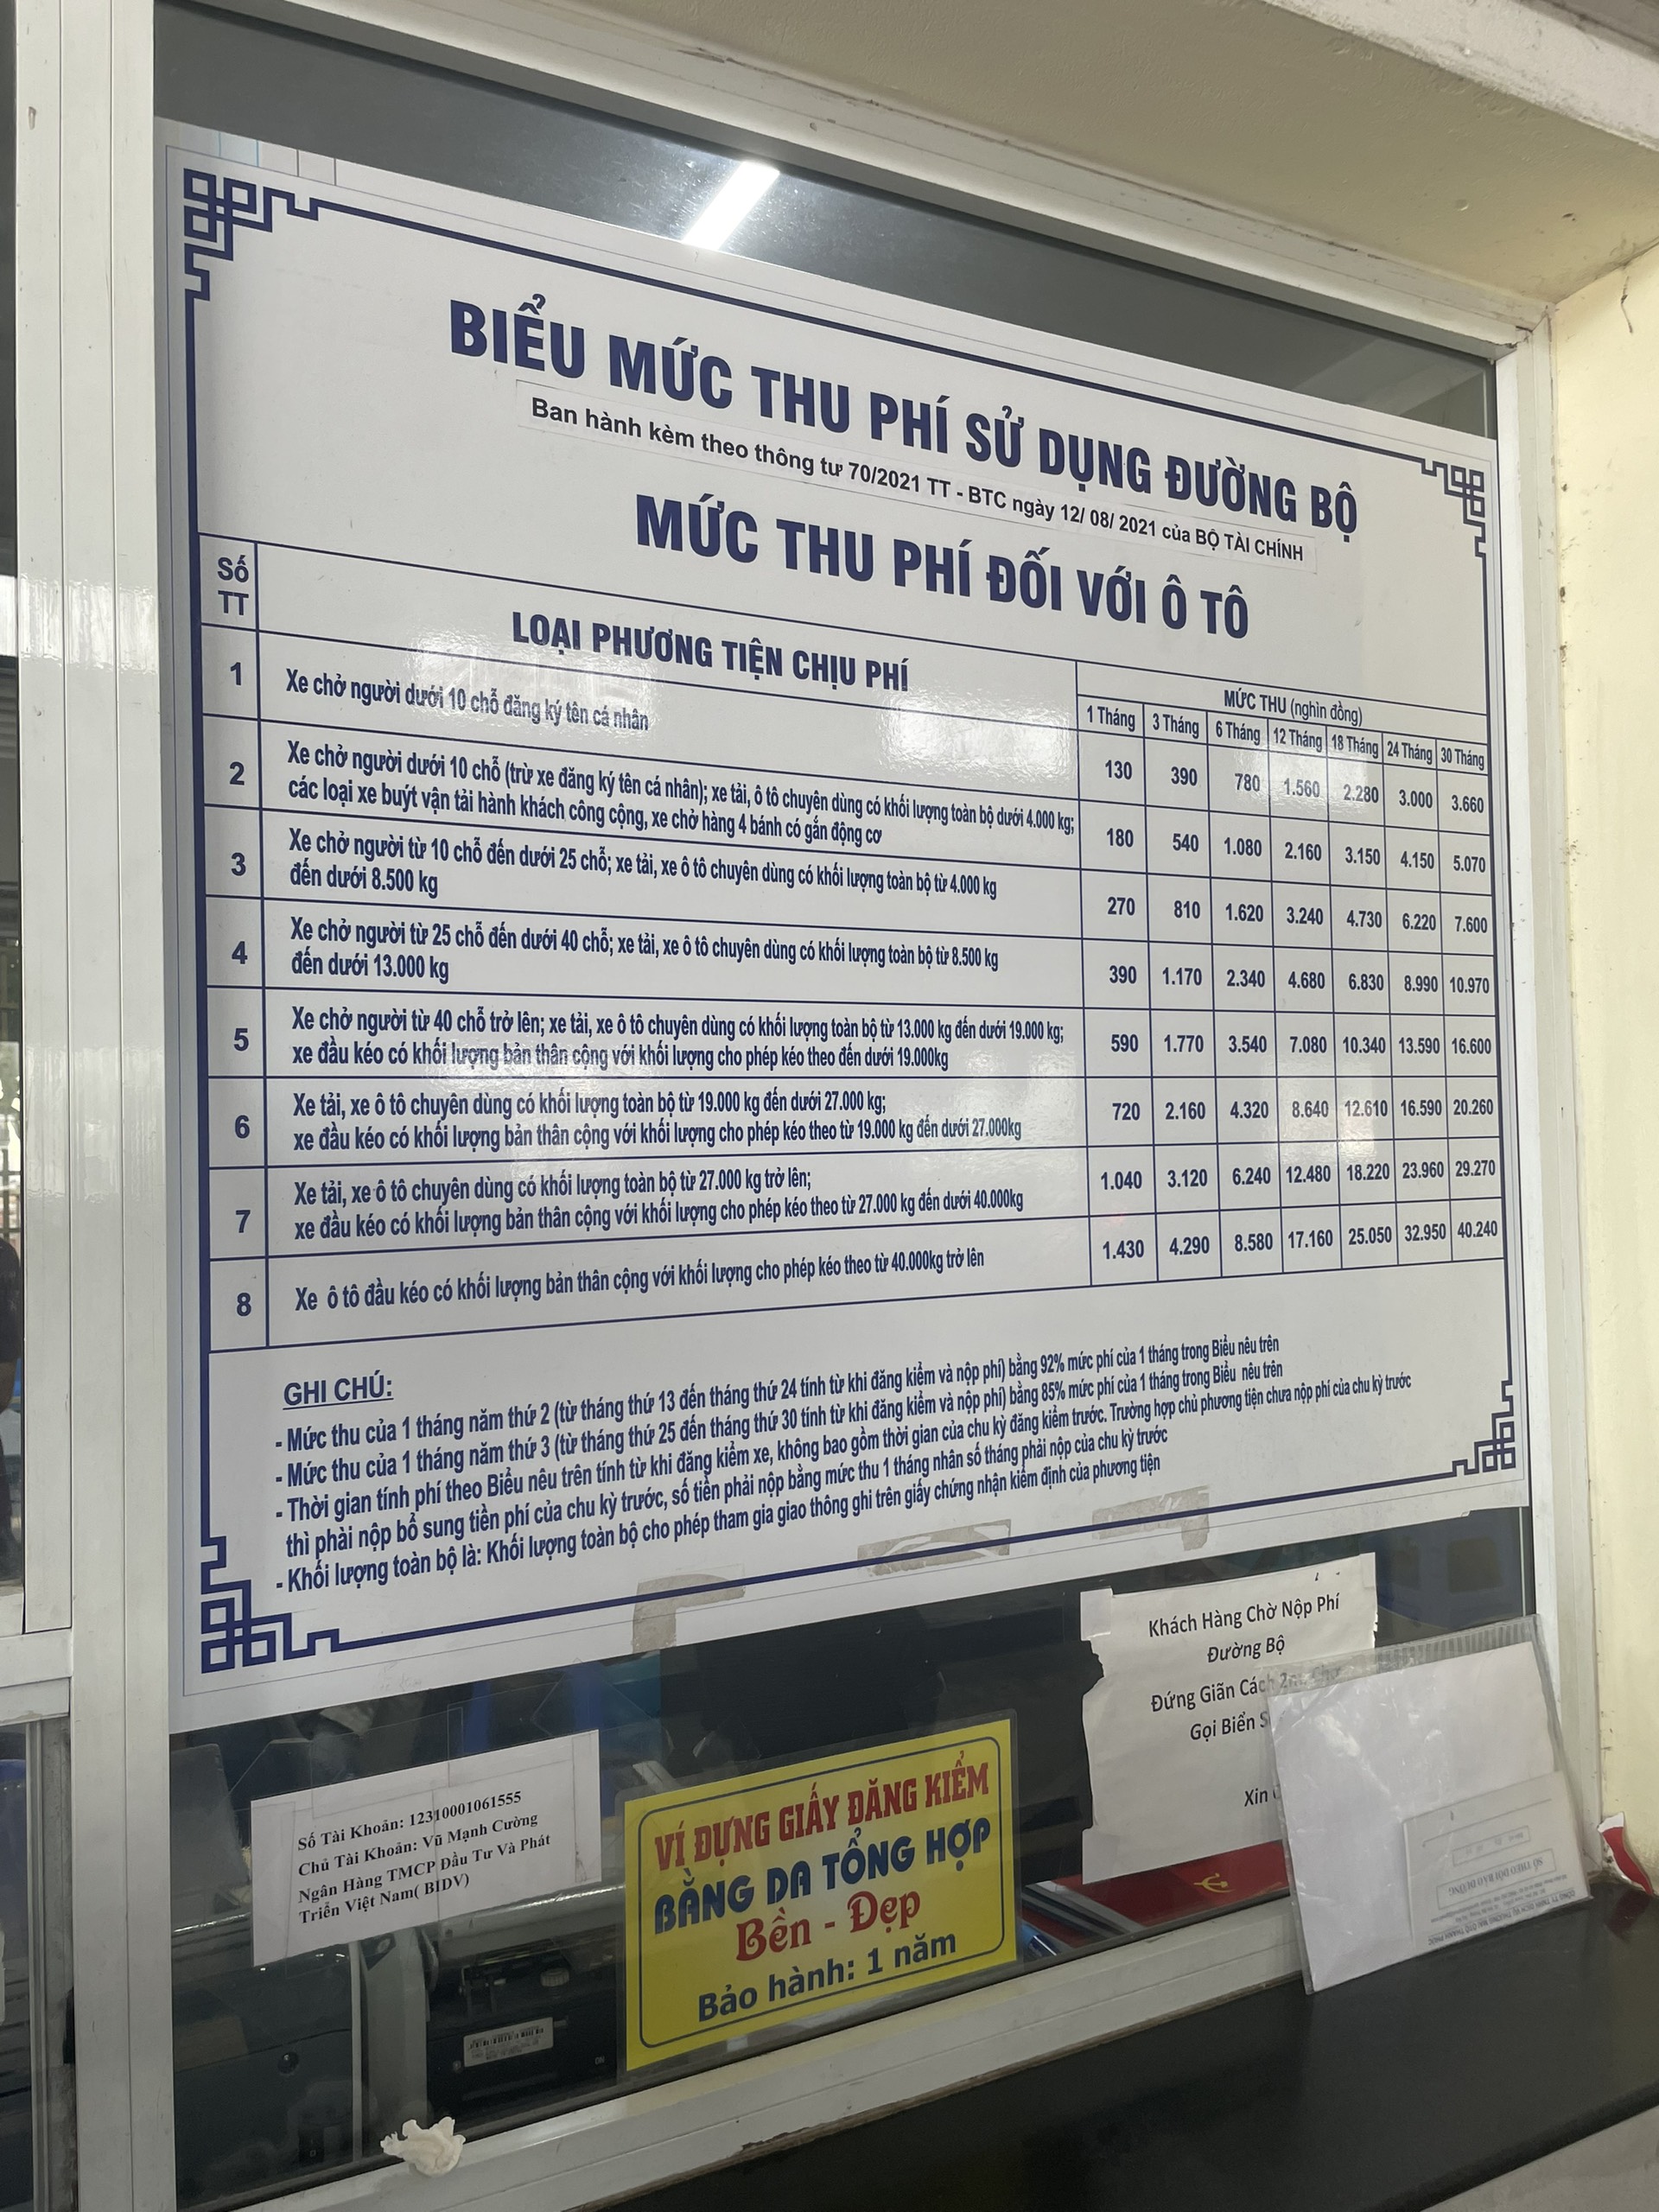 BIỂU MỨC THU PHÍ SỬ DỤNG ĐƯỜNG BỘ
Ban hành kèm theo thông tư 70/2021 TT - BTC ngày 12/ 08/ 2021 của BỘ TÀI CHÍNH
MỨC THU PHÍ ĐỐI VỚI Ô TÔ
Số TT
LOẠI PHƯƠNG TIỆN CHỊU PHÍ
MỨC THU (nghìn đồng)
1 Tháng 3 Tháng 6 Tháng 12 Tháng 18 Tháng 24 Tháng 30 Tháng
1 Xe chở người dưới 10 chỗ đăng ký tên cá nhân
130 390 780 1.560 2.280 3.000 3.660
2 Xe chở người dưới 10 chỗ (trừ xe đăng ký tên cá nhân); xe tải, ô tô chuyên dùng có khối lượng toàn bộ dưới 4.000 kg;
các loại xe buýt vận tải hành khách công cộng, xe chở hàng 4 bánh có gắn động cơ
180 540 1.080 2.160 3.150 4.150 5.070
3 Xe chở người từ 10 chỗ đến dưới 25 chỗ; xe tải, xe ô tô chuyên dùng có khối lượng toàn bộ từ 4.000 kg
đến dưới 8.500 kg
270 810 1.620 3.240 4.730 6.220 7.600
4 Xe chở người từ 25 chỗ đến dưới 40 chỗ; xe tải, xe ô tô chuyên dùng có khối lượng toàn bộ từ 8.500 kg
đến dưới 13.000 kg
390 1.170 2.340 4.680 6.830 8.990 10.970
5 Xe chở người từ 40 chỗ trở lên; xe tải, xe ô tô chuyên dùng có khối lượng toàn bộ từ 13.000 kg đến dưới 19.000 kg;
xe đầu kéo có khối lượng bản thân cộng với khối lượng cho phép kéo theo đến dưới 19.000kg
590 1.770 3.540 7.080 10.340 13.590 16.600
6 Xe tải, xe ô tô chuyên dùng có khối lượng toàn bộ từ 19.000 kg đến dưới 27.000 kg;
xe đầu kéo có khối lượng bản thân cộng với khối lượng cho phép kéo theo từ 19.000 kg đến dưới 27.000kg
720 2.160 4.320 8.640 12.610 16.590 20.260
7 Xe tải, xe ô tô chuyên dùng có khối lượng toàn bộ từ 27.000 kg trở lên;
xe đầu kéo có khối lượng bản thân cộng với khối lượng cho phép kéo theo từ 27.000 kg đến dưới 40.000kg
1.040 3.120 6.240 12.480 18.220 23.960 29.270
8 Xe ô tô đầu kéo có khối lượng bản thân cộng với khối lượng cho phép kéo theo từ 40.000kg trở lên
1.430 4.290 8.580 17.160 25.050 32.950 40.240
GHI CHÚ:
- Mức thu của 1 tháng năm thứ 2 (từ tháng thứ 13 đến tháng thứ 24 tính từ khi đăng kiểm và nộp phí) bằng 92% mức phí của 1 tháng trong Biểu nêu trên
- Mức thu của 1 tháng năm thứ 3 (từ tháng thứ 25 đến tháng thứ 30 tính từ khi đăng kiểm và nộp phí) bằng 85% mức phí của 1 tháng trong Biểu nêu trên
- Thời gian tính phí theo Biểu nêu trên tính từ khi đăng kiểm xe, không bao gồm thời gian của chu kỳ đăng kiểm trước. Trường hợp chủ phương tiện chưa nộp phí của chu kỳ trước
thì phải nộp bổ sung tiền phí của chu kỳ trước, số tiền phải nộp bằng mức thu 1 tháng nhân số tháng phải nộp của chu kỳ trước
- Khối lượng toàn bộ là: Khối lượng toàn bộ cho phép tham gia giao thông ghi trên giấy chứng nhận kiểm định của phương tiện
Khách Hàng Chờ Nộp Phí
Đường Bộ
Đứng Giãn Cách 2m, Chờ
Gọi Biển
Xin
Số Tài Khoản: 12310001061555
Chủ Tài Khoản: Vũ Mạnh Cường
Ngân Hàng TMCP Đầu Tư Và Phát
Triển Việt Nam( BIDV)
VÍ ĐỰNG GIẤY ĐĂNG KIỂM
BẰNG DA TỔNG HỢP
Bền - Đẹp
Bảo hành: 1 năm
SỔ THEO DÕI BẢO DƯỠNG